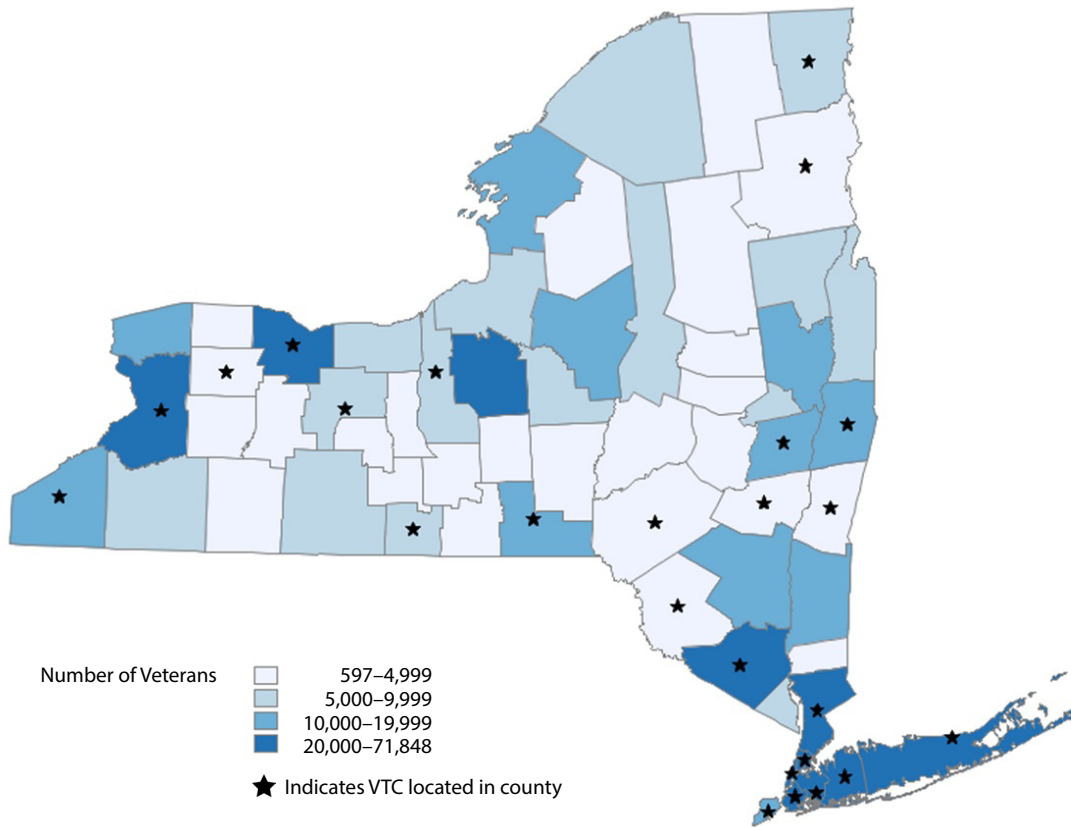 Number of Veterans
597–4,999
5,000–9,999
10,000–19,999
20,000–71,848
Indicates VTC located in county